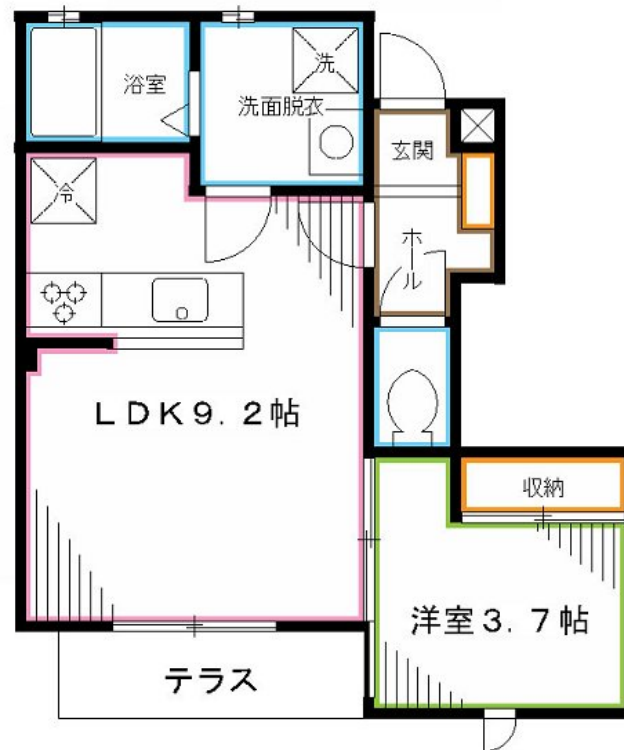 浴室
洗
洗面脱衣
玄関
冷
ホール
LDK9.2帖
収納
洋室3.7帖
テラス